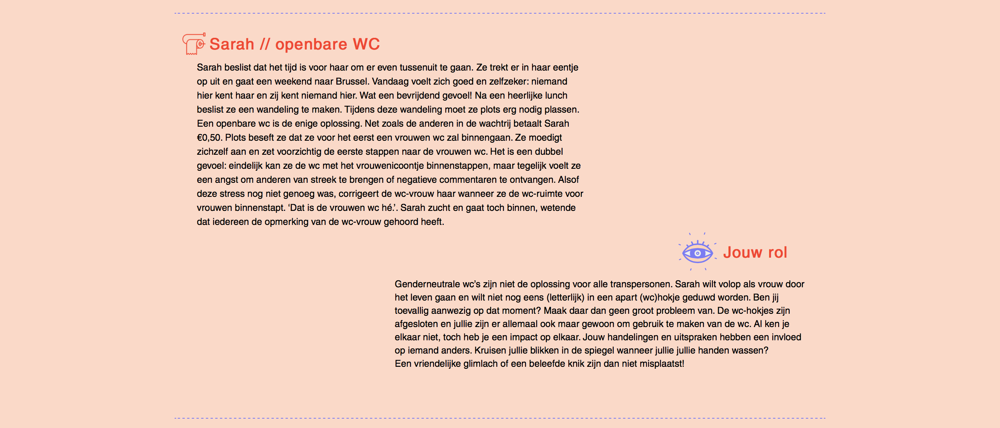 Sarah // openbare WC
Sarah beslist dat het tijd is voor haar om er even tussenuit te gaan. Ze trekt er in haar eentje
op uit en gaat een weekend naar Brussel. Vandaag voelt zich goed en zelfzeker: niemand
hier kent haar en zij kent niemand hier. Wat een bevrijdend gevoel! Na een heerlijke lunch
beslist ze een wandeling te maken. Tijdens deze wandeling moet ze plots erg nodig plassen.
Een openbare wc is de enige oplossing. Net zoals de anderen in de wachtrij betaalt Sarah
€0,50. Plots beseft ze dat ze voor het eerst een vrouwen wc zal binnengaan. Ze moedigt
zichzelf aan en zet voorzichtig de eerste stappen naar de vrouwen wc. Het is een dubbel
gevoel: eindelijk kan ze de wc met het vrouwenicoontje binnenstappen, maar tegelijk voelt ze
een angst om anderen van streek te brengen of negatieve commentaren te ontvangen. Alsof
deze stress nog niet genoeg was, corrigeert de wc-vrouw haar wanneer ze de wc-ruimte voor
vrouwen binnenstapt. ‘Dat is de vrouwen wc hé.’. Sarah zucht en gaat toch binnen, wetende
dat iedereen de opmerking van de wc-vrouw gehoord heeft.
Jouw rol
Genderneutrale wc’s zijn niet de oplossing voor alle transpersonen. Sarah wilt volop als vrouw door
het leven gaan en wilt niet nog eens (letterlijk) in een apart (wc)hokje geduwd worden. Ben jij
toevallig aanwezig op dat moment? Maak daar dan geen groot probleem van. De wc-hokjes zijn
afgesloten en jullie zijn er allemaal ook maar gewoon om gebruik te maken van de wc. Al ken je
elkaar niet, toch heb je een impact op elkaar. Jouw handelingen en uitspraken hebben een invloed
op iemand anders. Kruisen jullie blikken in de spiegel wanneer jullie jullie handen wassen?
Een vriendelijke glimlach of een beleefde knik zijn dan niet misplaatst!